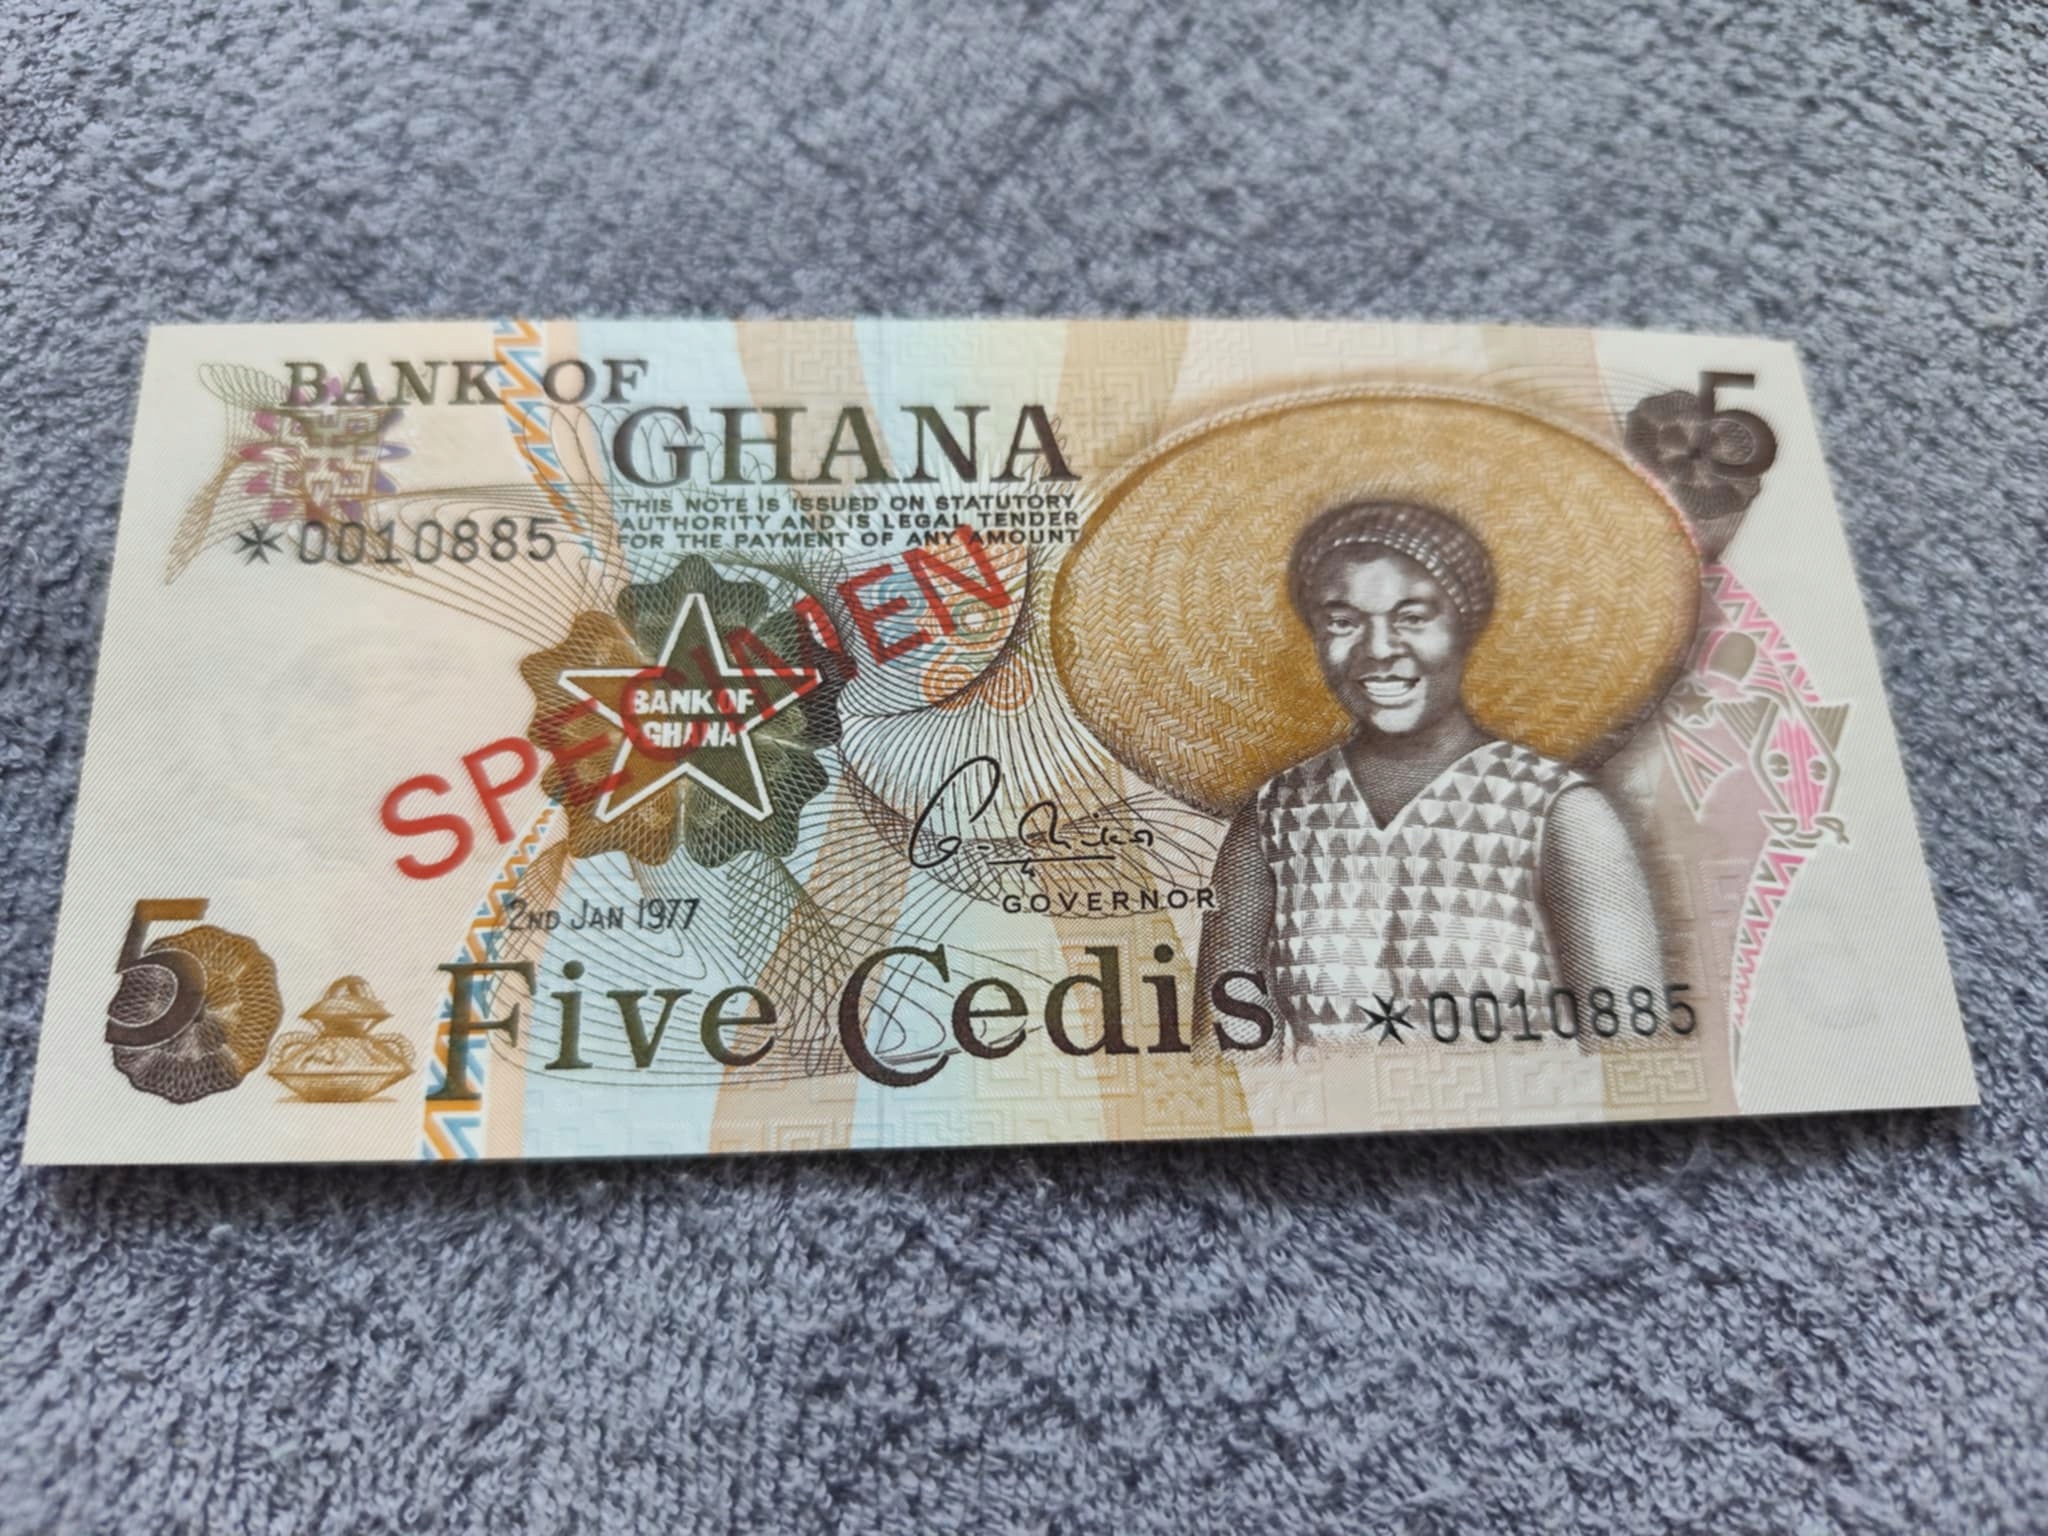 BANK OF
GHANA
5
THIS NOTE IS ISSUED ON STATUTORY
AUTHORITY AND IS LEGAL TENDER
FOR THE PAYMENT OF ANY AMOUNT
*0010885
SPECIMEN
BANK OF
GHANA
GOVERNOR
2ND JAN 1977
5
Five Cedis
*0010885